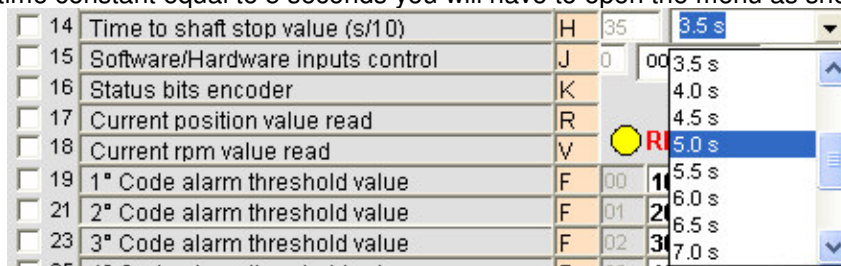 time constant equal to 5 seconds you will have to open the menu as sho
14 Time to shaft stop value (s/10) H 35 3.5 s
15 Software/Hardware inputs control J 0 00 3.5 s
16 Status bits encoder K 4.0 s
17 Current position value read R 4.5 s
18 Current rpm value read V 5.0 s
19 1° Code alarm threshold value F 00 5.5 s
21 2° Code alarm threshold value F 01 6.0 s
23 3° Code alarm threshold value F 02 6.5 s
7.0 s